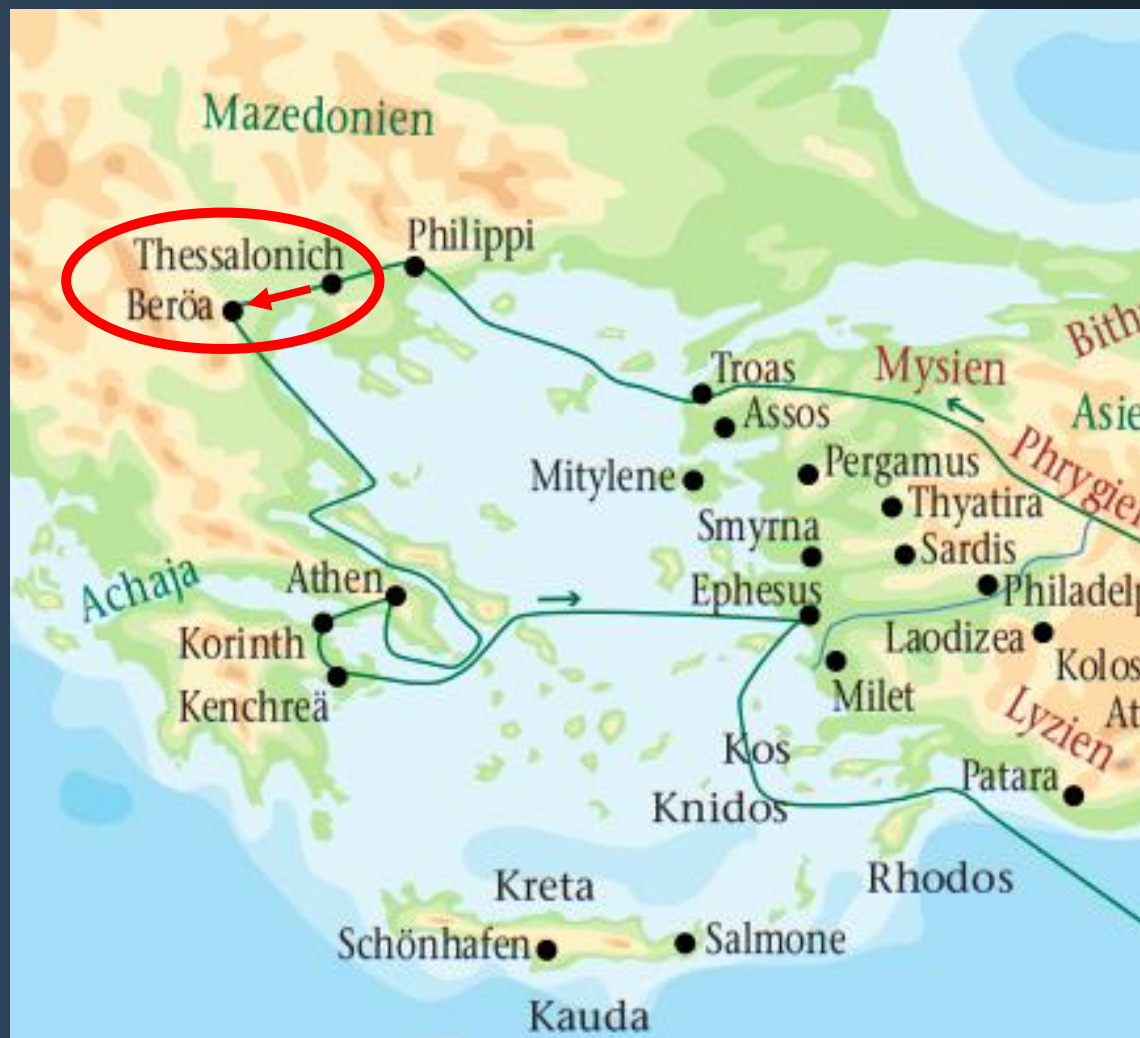 Mazedonien
Philippi
Thessalonich
Beröa
Bith
Troas
Mysien
Asie
Assos
Phrygien
Pergamus
Mitylene
Thyatira
Smyrna
Sardis
Achaja
Athen
Ephesus
Philadelp
Korinth
Laodizea
Kolos
Kenchreä
Milet
At
Lyzien
Kos
Patara
Knidos
Rhodos
Kreta
Schönhafen
Salmone
Kauda